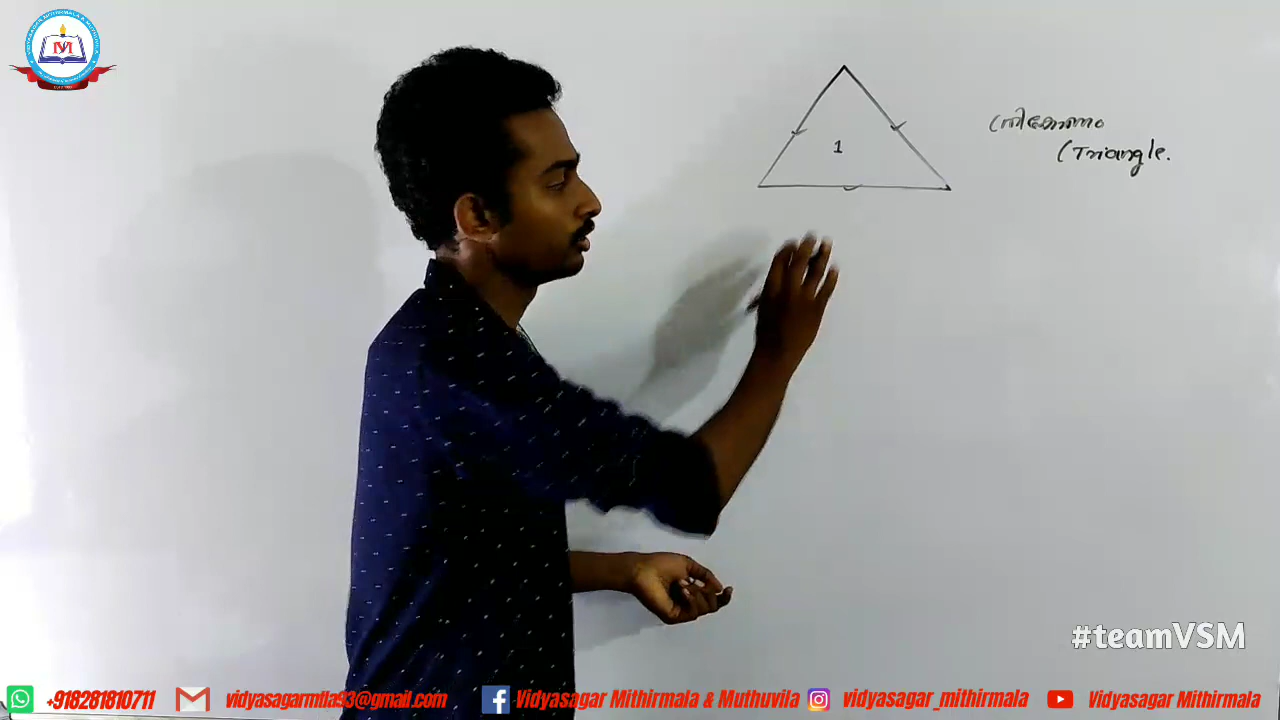 1
ത്രികോണം
(Triangle.
#teamVSM
+918281810711 vidyasagarmila93@gmail.com Vidyasagar Mithirmala & Muthuvila vidyasagar_mithirmala Vidyasagar Mithirmala